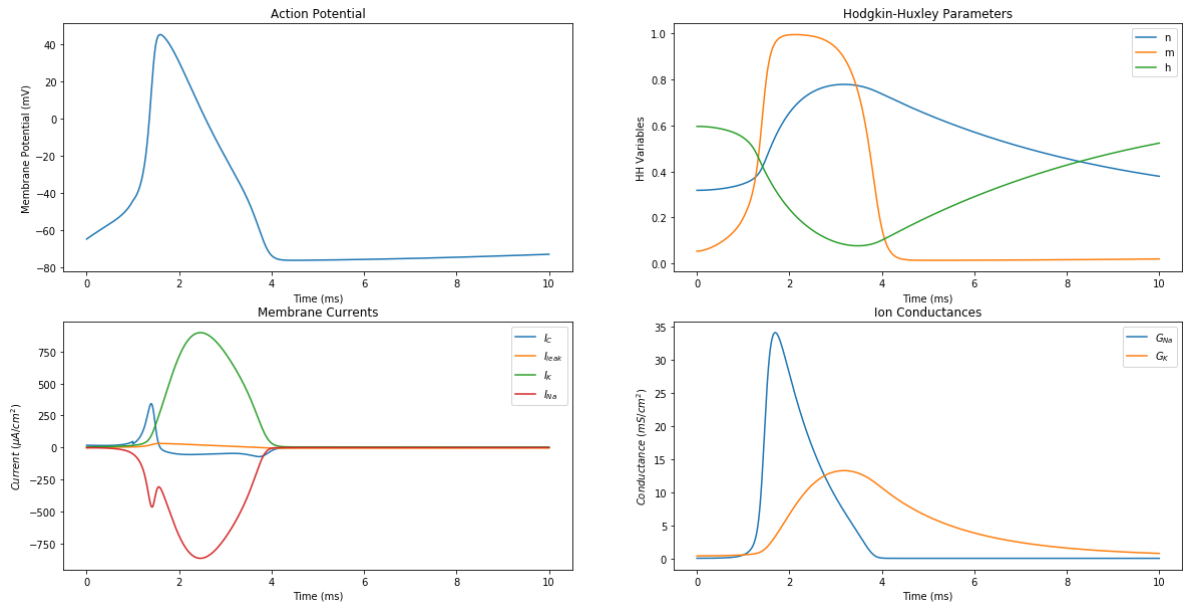 Action Potential
Membrane Potential (mV)
40
20
0
−20
−40
−60
−80
0 2 4 6 8 10
Time (ms)
Hodgkin-Huxley Parameters
HH Variables
1.0
0.8
0.6
0.4
0.2
0.0
n
m
h
0 2 4 6 8 10
Time (ms)
Membrane Currents
Current (μA/cm²)
750
500
250
0
−250
−500
−750
I_C
I_leak
I_K
I_Na
0 2 4 6 8 10
Time (ms)
Ion Conductances
Conductance (mS/cm²)
35
30
25
20
15
10
5
0
G_Na
G_K
0 2 4 6 8 10
Time (ms)